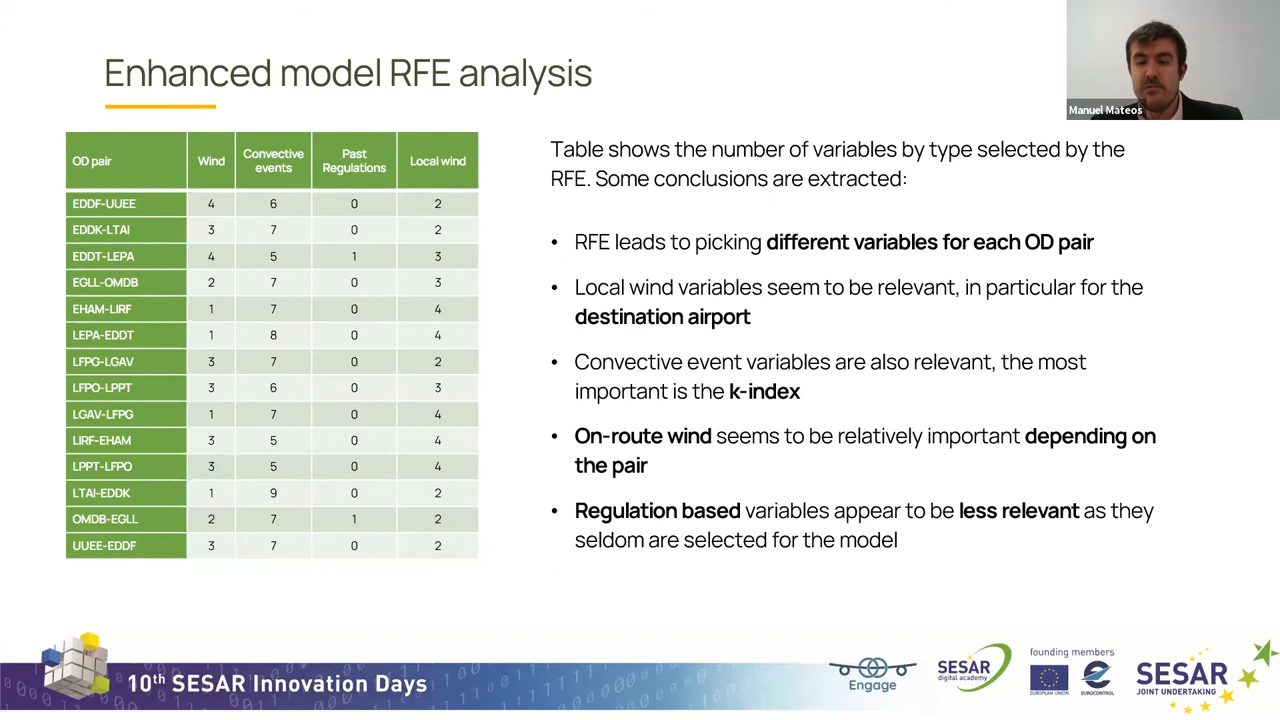 Enhanced model RFE analysis
Manuel Mateos
OD pair Wind Convective events Past Regulations Local wind
EDDF-UUEE 4 6 0 2
EDDK-LTAI 3 7 0 2
EDDT-LEPA 4 5 1 3
EGLL-OMDB 2 7 0 3
EHAM-LIRF 1 7 0 4
LEPA-EDDT 1 8 0 4
LFPG-LGAV 3 7 0 2
LFPO-LPPT 3 6 0 3
LGAV-LFPG 1 7 0 4
LIRF-EHAM 3 5 0 4
LPPT-LFPO 3 5 0 4
LTAI-EDDK 1 9 0 2
OMDB-EGLL 2 7 1 2
UUEE-EDDF 3 7 0 2
Table shows the number of variables by type selected by the
RFE. Some conclusions are extracted:
• RFE leads to picking different variables for each OD pair
• Local wind variables seem to be relevant, in particular for the
destination airport
• Convective event variables are also relevant, the most
important is the k-index
• On-route wind seems to be relatively important depending on
the pair
• Regulation based variables appear to be less relevant as they
seldom are selected for the model
10th SESAR Innovation Days
Engage
SESAR
digital academy
founding members
EUROPEAN UNION
EUROCONTROL
SESAR
JOINT UNDERTAKING